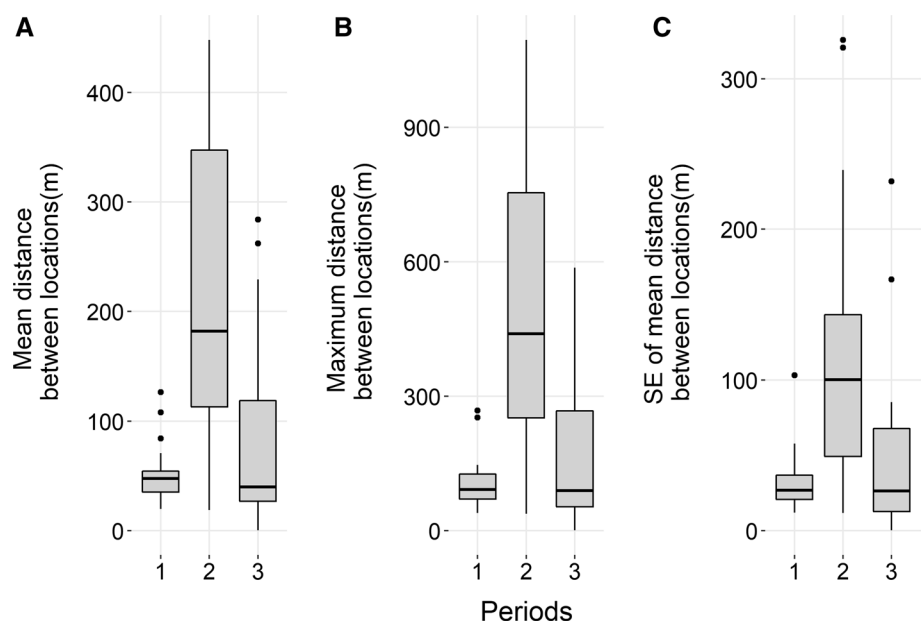 A
Mean distance
between locations(m)
400
300
200
100
0
1 2 3
B
Maximum distance
between locations(m)
900
600
300
0
1 2 3
Periods
C
SE of mean distance
between locations(m)
300
200
100
0
1 2 3